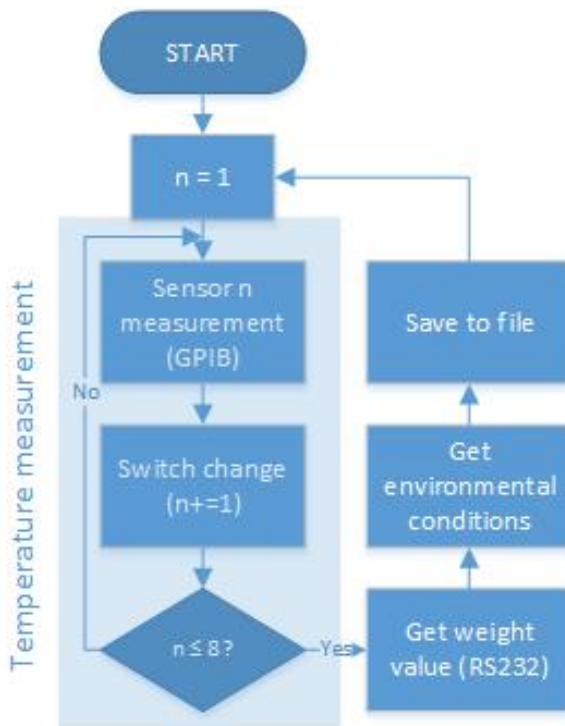 START
n = 1
Temperature measurement
Sensor n
measurement
(GPIB)
No
Switch change
(n+=1)
n ≤ 8?
Yes
Get weight
value (RS232)
Get
environmental
conditions
Save to file